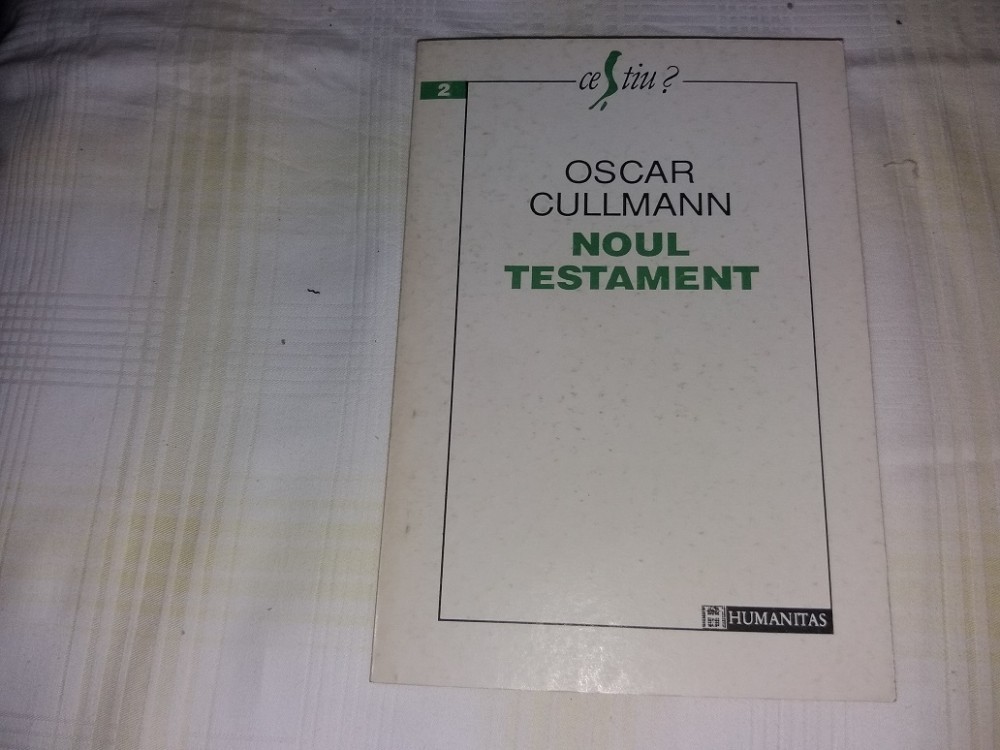 2
ce Știu?
OSCAR
CULLMANN
NOUL
TESTAMENT
HUMANITAS